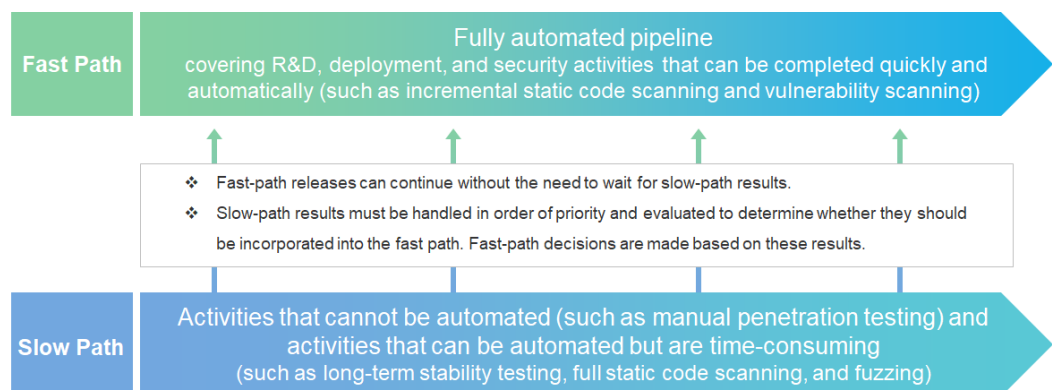 Fast Path
Fully automated pipeline
covering R&D, deployment, and security activities that can be completed quickly and
automatically (such as incremental static code scanning and vulnerability scanning)
❖ Fast-path releases can continue without the need to wait for slow-path results.
❖ Slow-path results must be handled in order of priority and evaluated to determine whether they should
be incorporated into the fast path. Fast-path decisions are made based on these results.
Slow Path
Activities that cannot be automated (such as manual penetration testing) and
activities that can be automated but are time-consuming
(such as long-term stability testing, full static code scanning, and fuzzing)